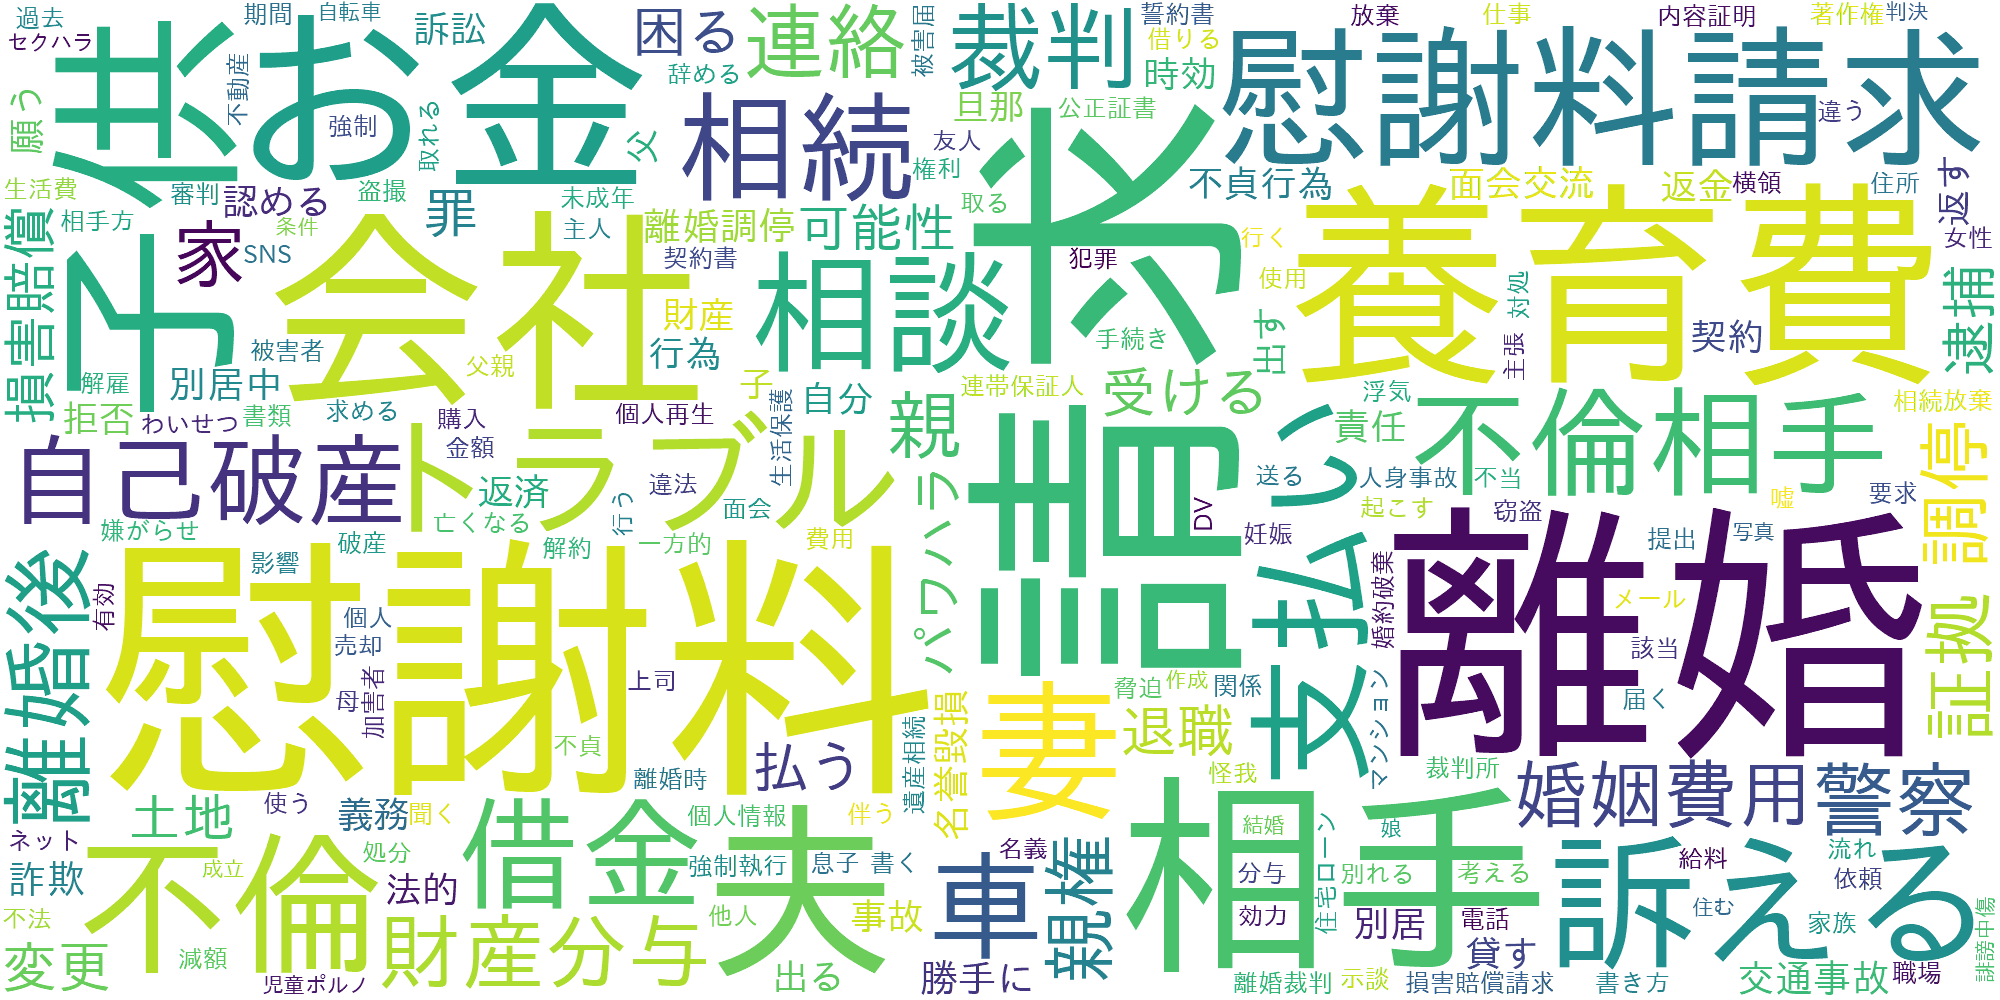 過去
期間
自転車
訴訟
セクハラ
子供
お金
困る
連絡
被害届
裁判
誓約書
借りる
時効
放棄
仕事
内容証明
著作権
判決
慰謝料請求
違う
願う
不動産
強制
取れる
父
辞める
相続
旦那
公正証書
友人
権利
請求
不貞行為
面会交流
返金
横領
住所
返す
女性
生活費
審判
認める
盗撮
罪
未成年
主人
離婚調停
可能性
取る
相手方
条件
家
SNS
会社
契約書
相談
犯罪
行く
使用
養育費
対処
逮捕
損害賠償
被害者
別居中
父親
財産
行為
子
自分
手続き
出す
主張
契約
解雇
拒否
わいせつ
書類
求める
購入
金額
個人再生
生活保護
親
連帯保証人
受ける
浮気
責任
不倫相手
相続放棄
自己破産
トラブル
返済
違法
面会
行う
パワハラ
支払い
送る
人身事故
不当
起こす
窃盗
嘘
要求
調停
嫌がらせ
影響
破産
亡くなる
解約
一方的
費用
DV
妊娠
提出
写真
離婚後
有効
慰謝料
個人
売却
母
加害者
上司
不貞
婚約破棄
離婚
メール
該当
証拠
届く
脅迫
作成
関係
妻
退職
マンション
払う
離婚時
遺産相続
名誉毀損
怪我
裁判所
婚姻費用
警察
土地
使う
義務
聞く
借金
個人情報
伴う
相手
結婚
娘
住宅ローン
名義
給料
流れ
依頼
ネット
詐欺
不倫
成立
処分
法的
夫
強制執行
息子
書く
車
親権
分与
効力
別れる
考える
別居
電話
訴える
住む
家族
誹謗中傷
不法
変更
減額
児童ポルノ
財産分与
他人
事故
出る
勝手に
離婚裁判
示談
貸す
損害賠償請求
書き方
交通事故
職場